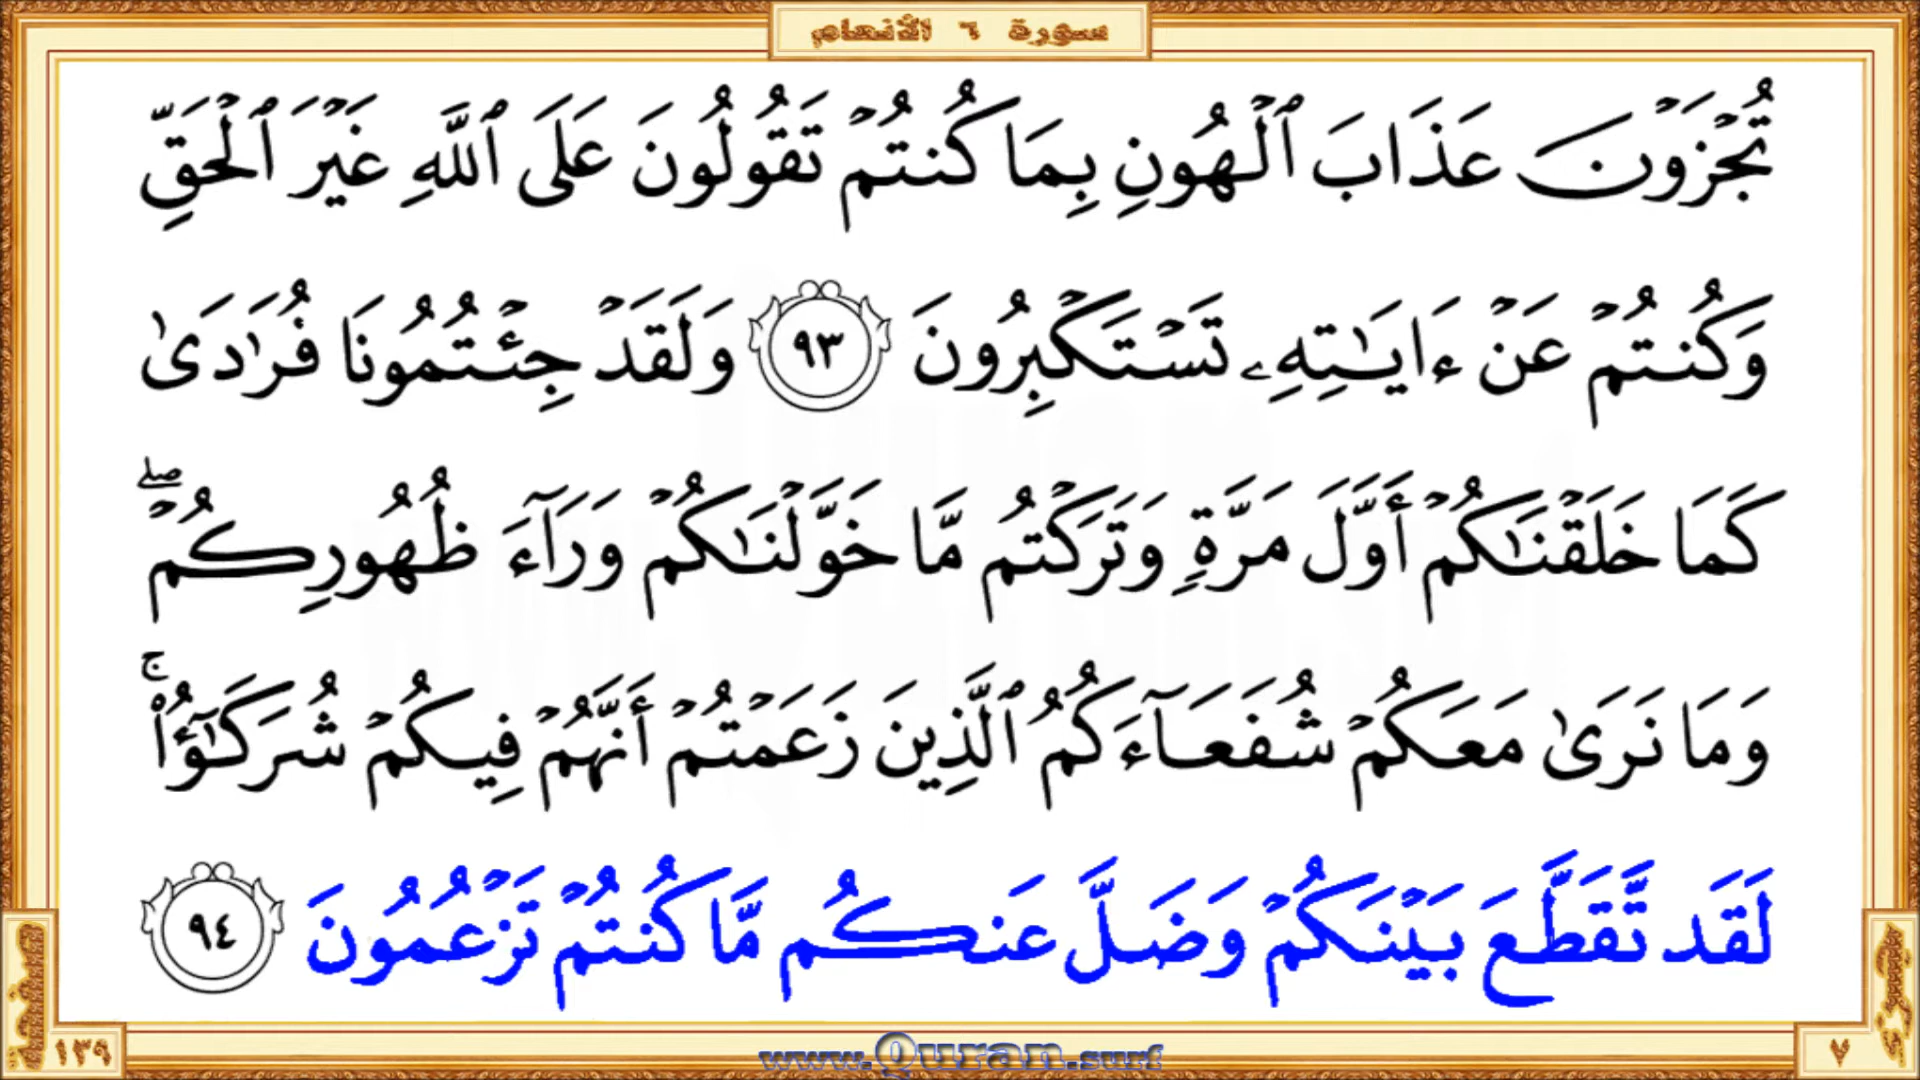 سورة ٦ الأنعام
تُجۡزَوۡنَ عَذَابَ ٱلۡهُونِ بِمَا كُنتُمۡ تَقُولُونَ عَلَى ٱللَّهِ غَيۡرَ ٱلۡحَقِّ
وَكُنتُمۡ عَنۡ ءَايَٰتِهِۦ تَسۡتَكۡبِرُونَ ٩٣ وَلَقَدۡ جِئۡتُمُونَا فُرَٰدَىٰ
كَمَا خَلَقۡنَٰكُمۡ أَوَّلَ مَرَّةٖ وَتَرَكۡتُم مَّا خَوَّلۡنَٰكُمۡ وَرَآءَ ظُهُورِكُمۡۖ
وَمَا نَرَىٰ مَعَكُمۡ شُفَعَآءَكُمُ ٱلَّذِينَ زَعَمۡتُمۡ أَنَّهُمۡ فِيكُمۡ شُرَكَٰٓؤُاْۚ
لَقَد تَّقَطَّعَ بَيۡنَكُمۡ وَضَلَّ عَنكُم مَّا كُنتُمۡ تَزۡعُمُونَ ٩٤
صفحة ١٣٩
www.Quran.surf
٧